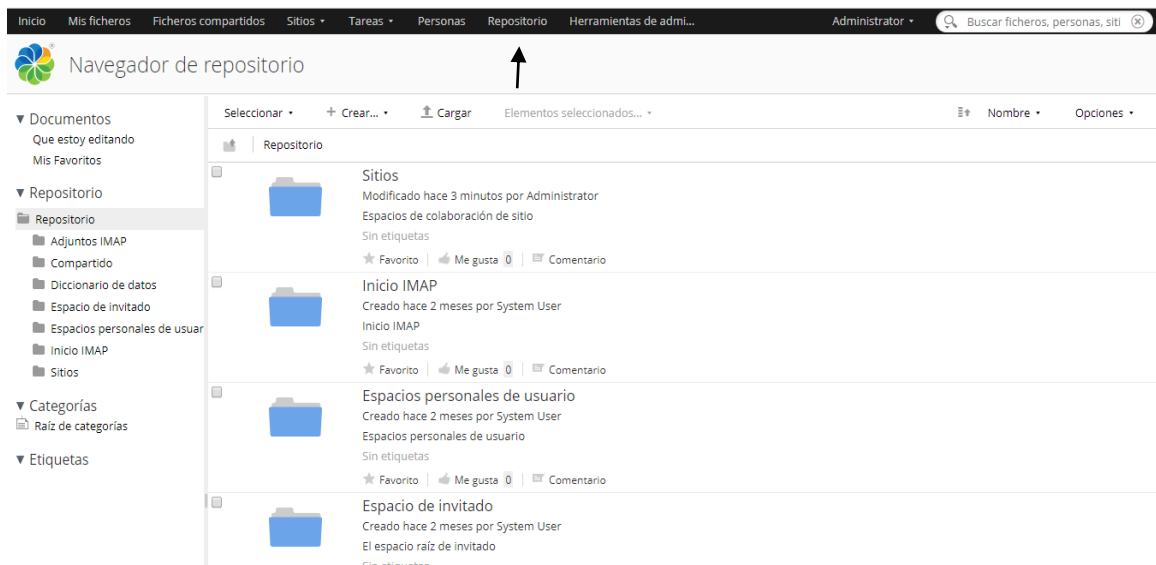 Inicio Mis ficheros Ficheros compartidos Sitios Tareas Personas Repositorio Herramientas de admi... Administrator Buscar ficheros, personas, siti
Navegador de repositorio
Documentos
Que estoy editando
Mis Favoritos
Repositorio
Repositorio
Adjuntos IMAP
Compartido
Diccionario de datos
Espacio de invitado
Espacios personales de usuar
Inicio IMAP
Sitios
Categorías
Raíz de categorías
Etiquetas
Seleccionar + Crear... Cargar Elementos seleccionados... Nombre Opciones
Repositorio
Sitios
Modificado hace 3 minutos por Administrator
Espacios de colaboración de sitio
Sin etiquetas
Favorito Me gusta 0 Comentario
Inicio IMAP
Creado hace 2 meses por System User
Inicio IMAP
Sin etiquetas
Favorito Me gusta 0 Comentario
Espacios personales de usuario
Creado hace 2 meses por System User
Espacios personales de usuario
Sin etiquetas
Favorito Me gusta 0 Comentario
Espacio de invitado
Creado hace 2 meses por System User
El espacio raíz de invitado
Sin etiquetas